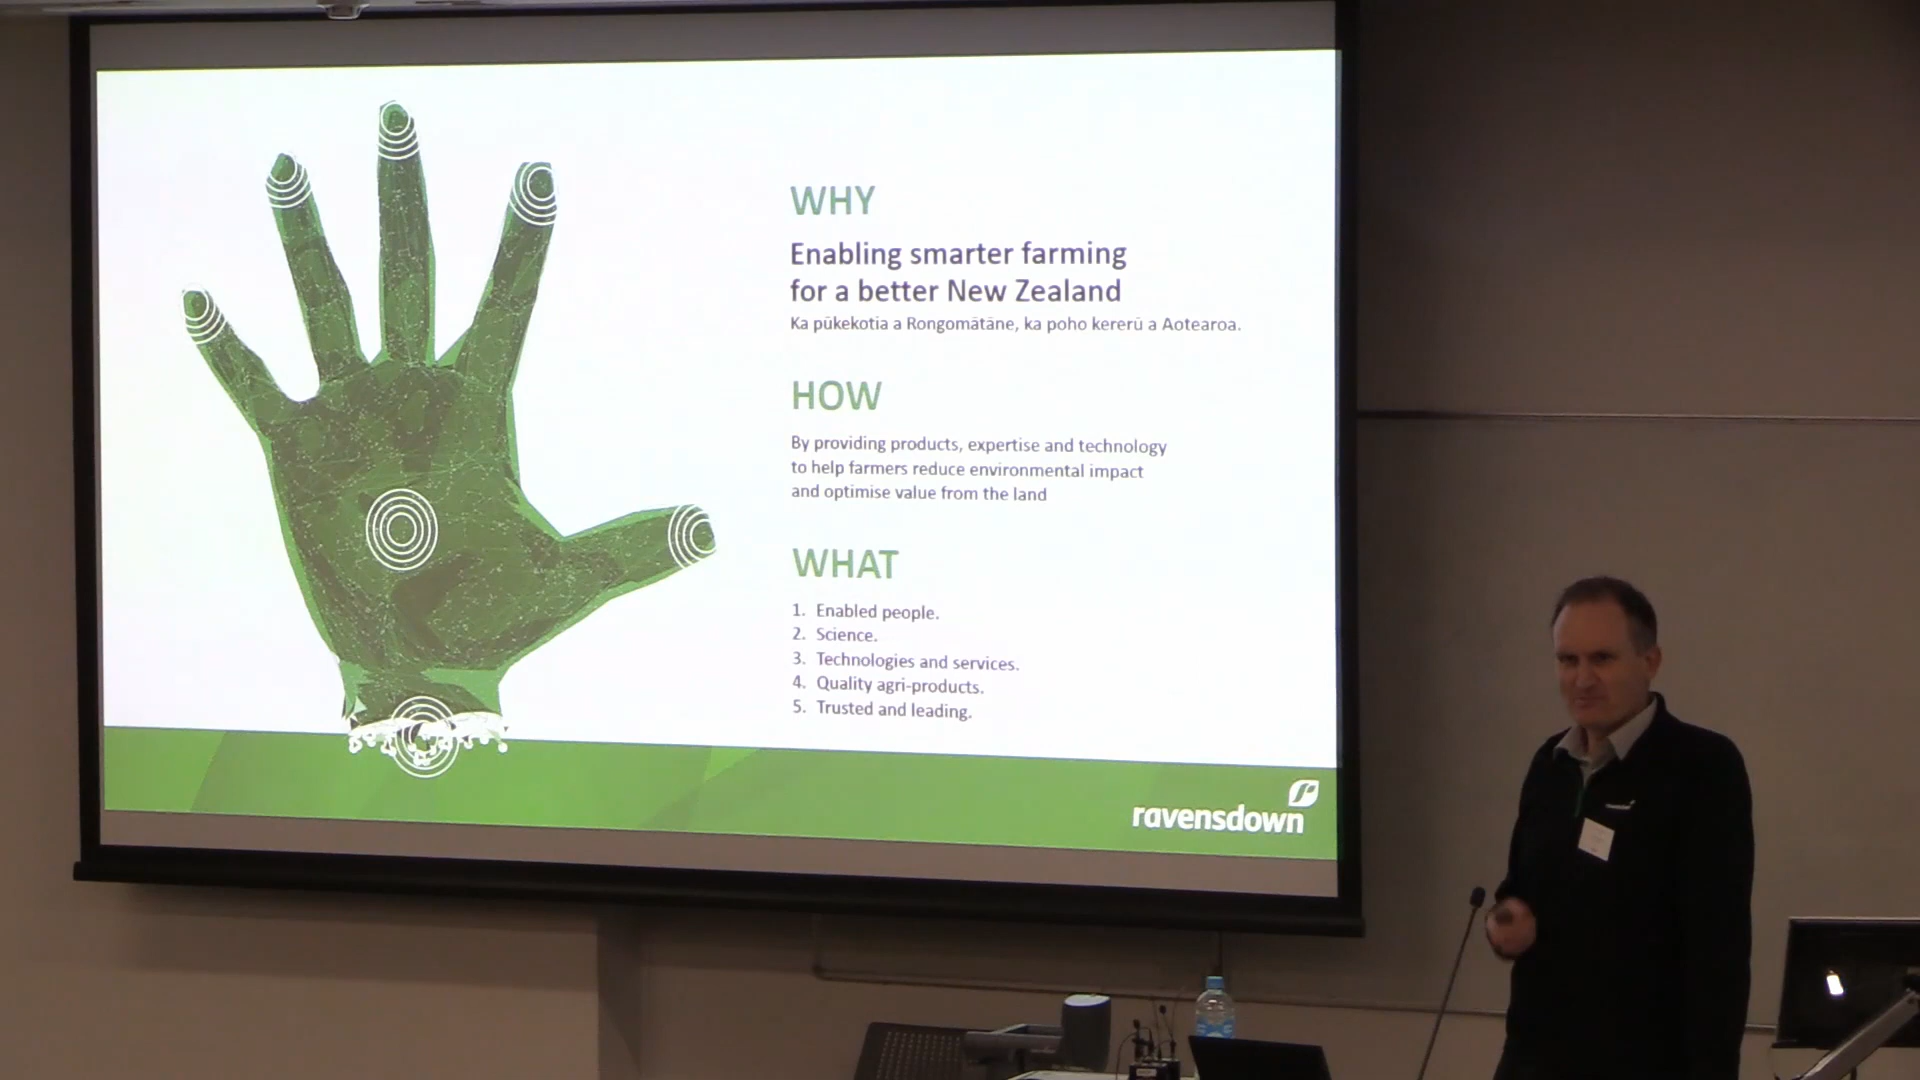 WHY
Enabling smarter farming
for a better New Zealand
Ka pūkekotia a Rongomātāne, ka poho kererū a Aotearoa.
HOW
By providing products, expertise and technology
to help farmers reduce environmental impact
and optimise value from the land
WHAT
1. Enabled people.
2. Science.
3. Technologies and services.
4. Quality agri-products.
5. Trusted and leading.
ravensdown